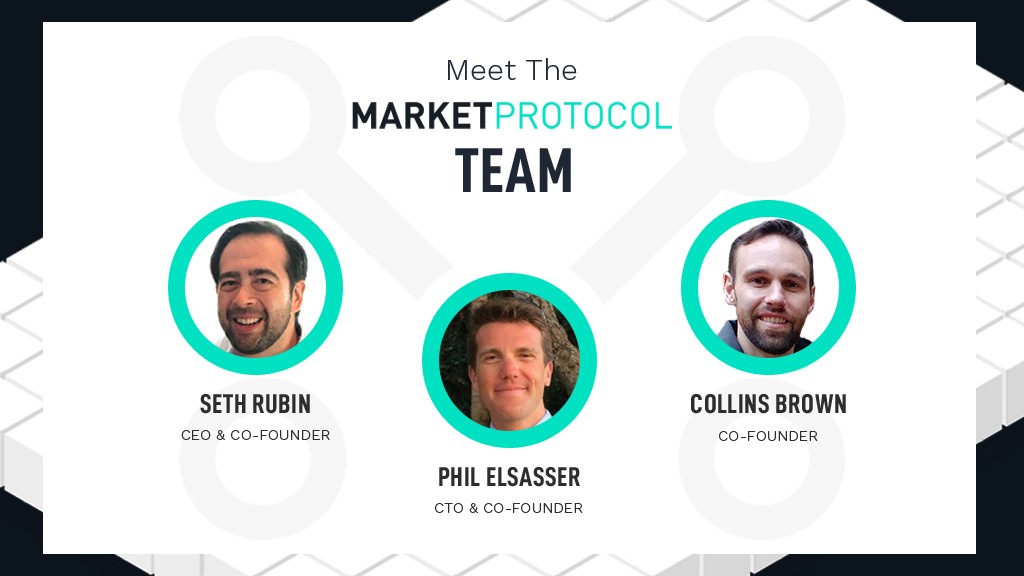 Meet The
MARKETPROTOCOL
TEAM
SETH RUBIN
CEO & CO-FOUNDER
PHIL ELSASSER
CTO & CO-FOUNDER
COLLINS BROWN
CO-FOUNDER